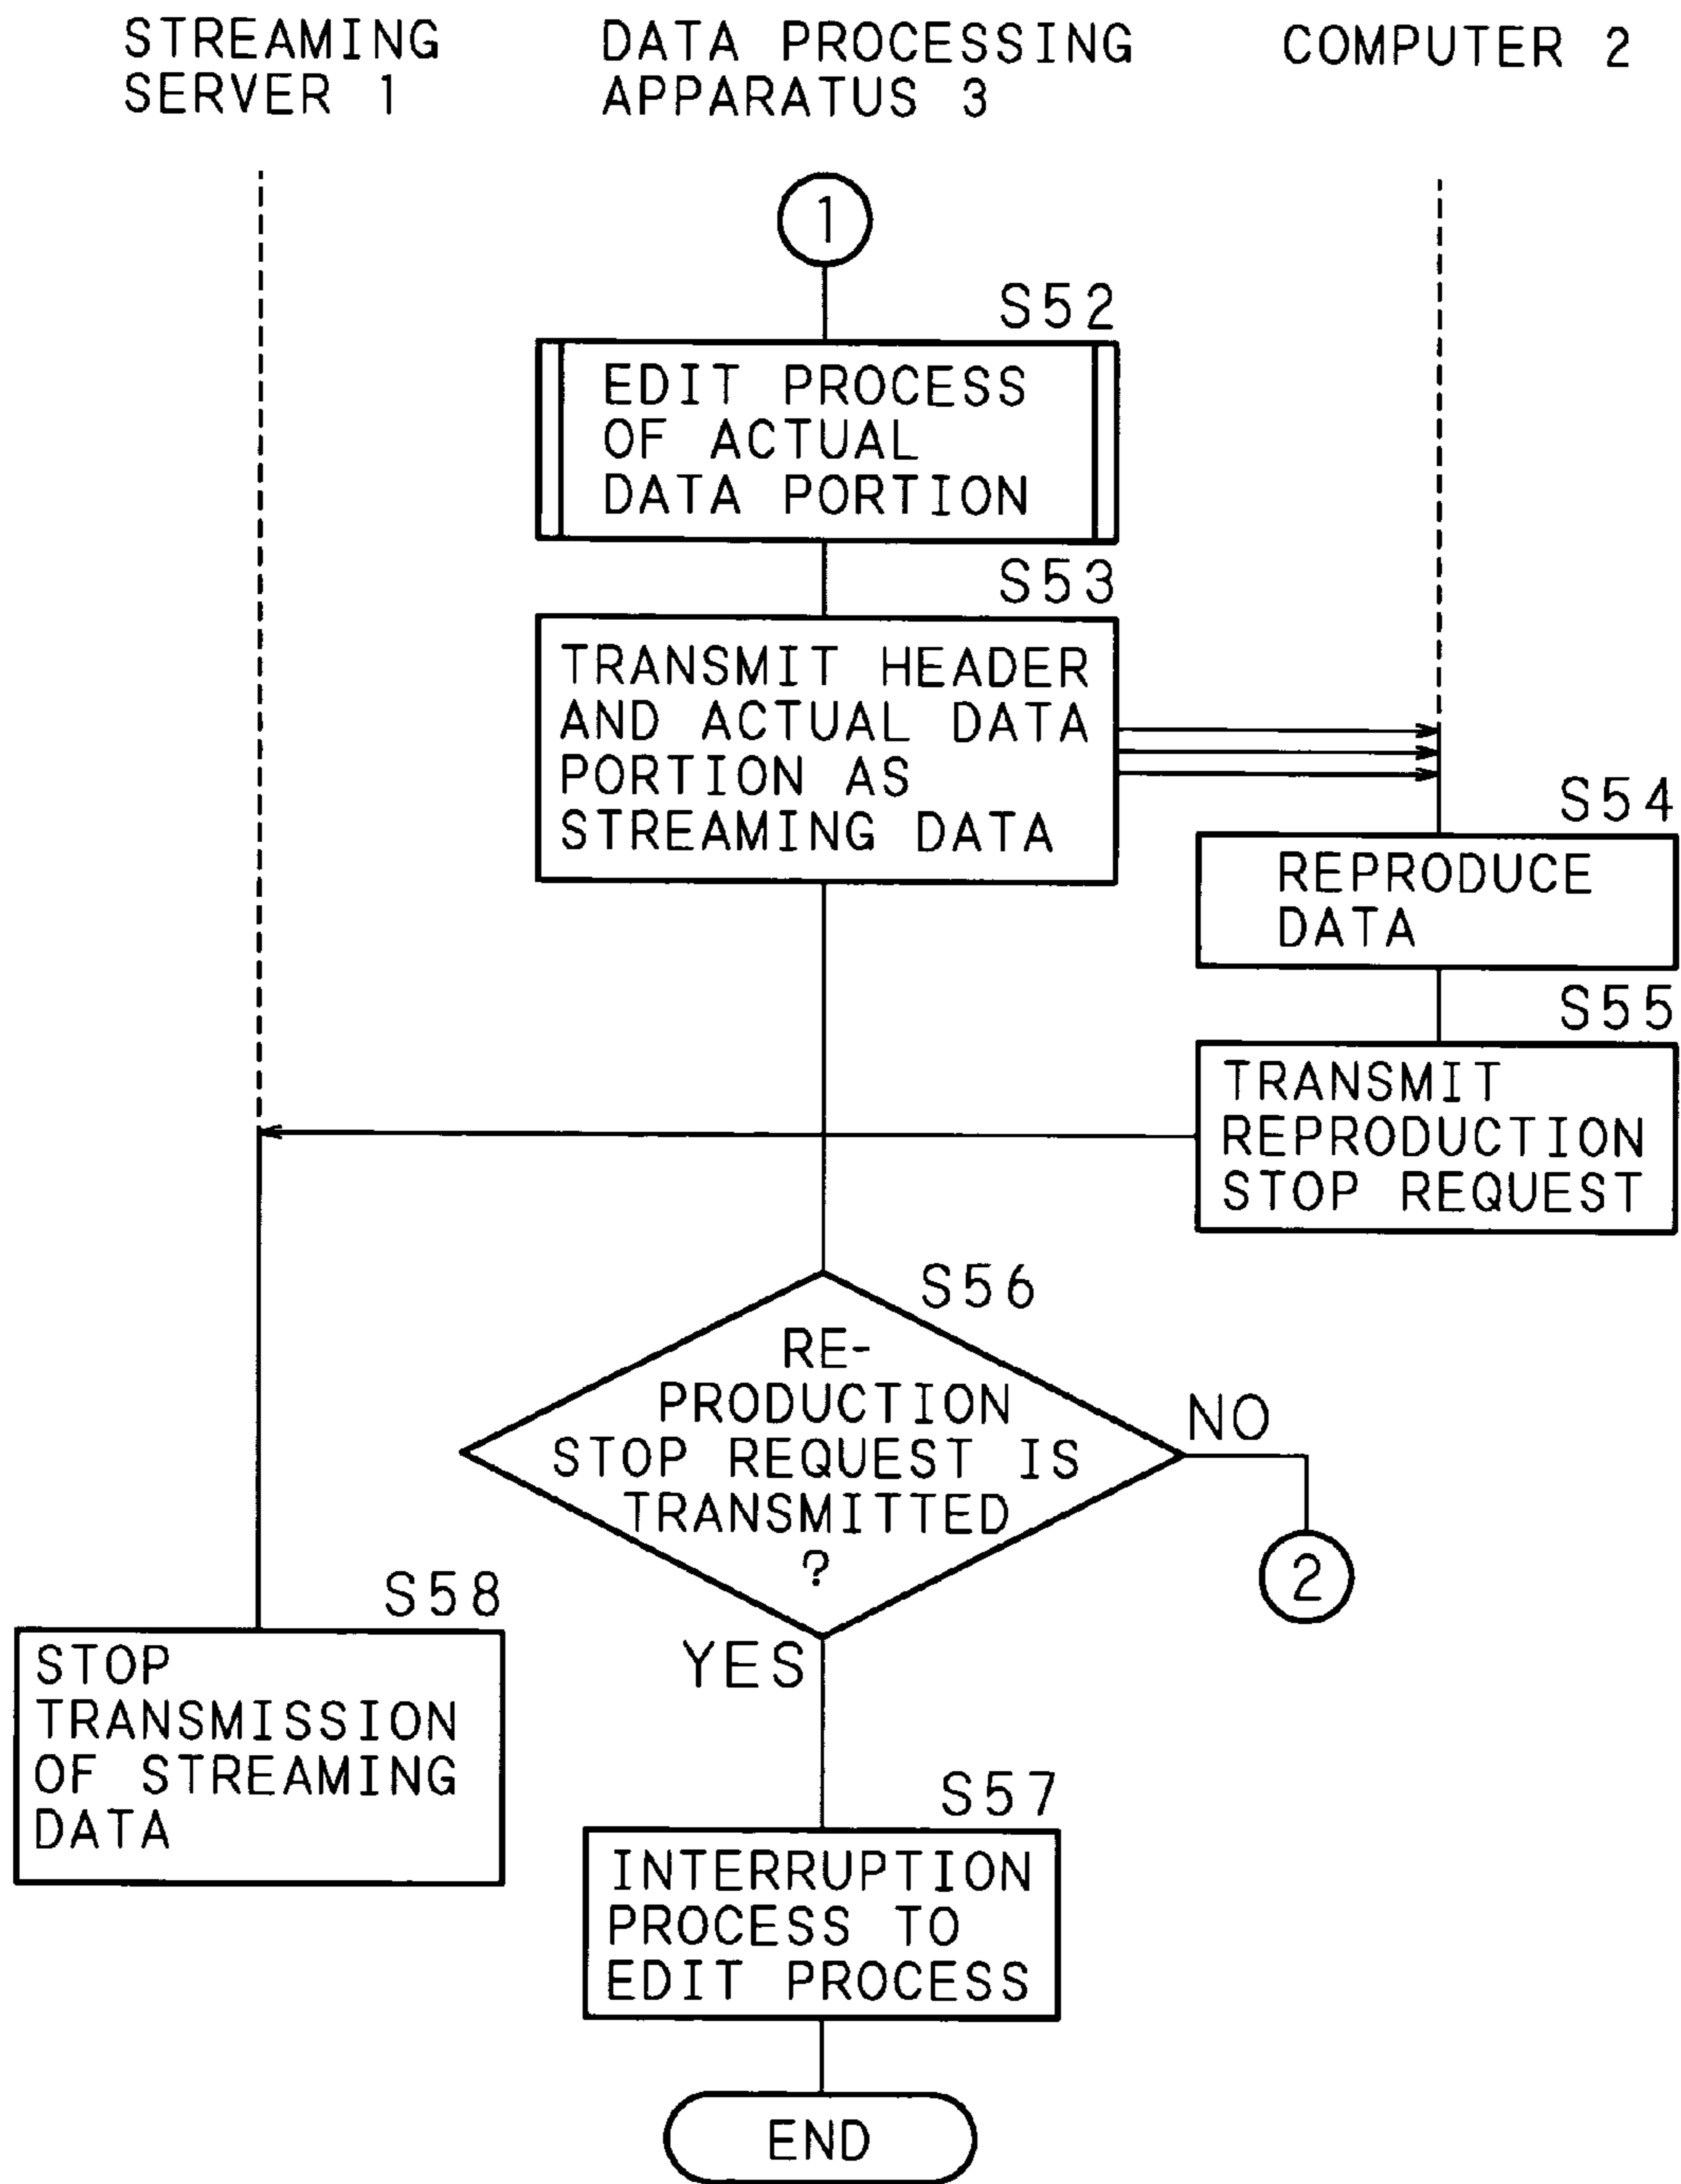 STREAMING
SERVER 1
DATA PROCESSING
APPARATUS 3
COMPUTER 2
1
S52
EDIT PROCESS
OF ACTUAL
DATA PORTION
S53
TRANSMIT HEADER
AND ACTUAL DATA
PORTION AS
STREAMING DATA
S54
REPRODUCE
DATA
S55
TRANSMIT
REPRODUCTION
STOP REQUEST
S56
RE-
PRODUCTION
STOP REQUEST IS
TRANSMITTED
?
NO
2
YES
S58
STOP
TRANSMISSION
OF STREAMING
DATA
S57
INTERRUPTION
PROCESS TO
EDIT PROCESS
END